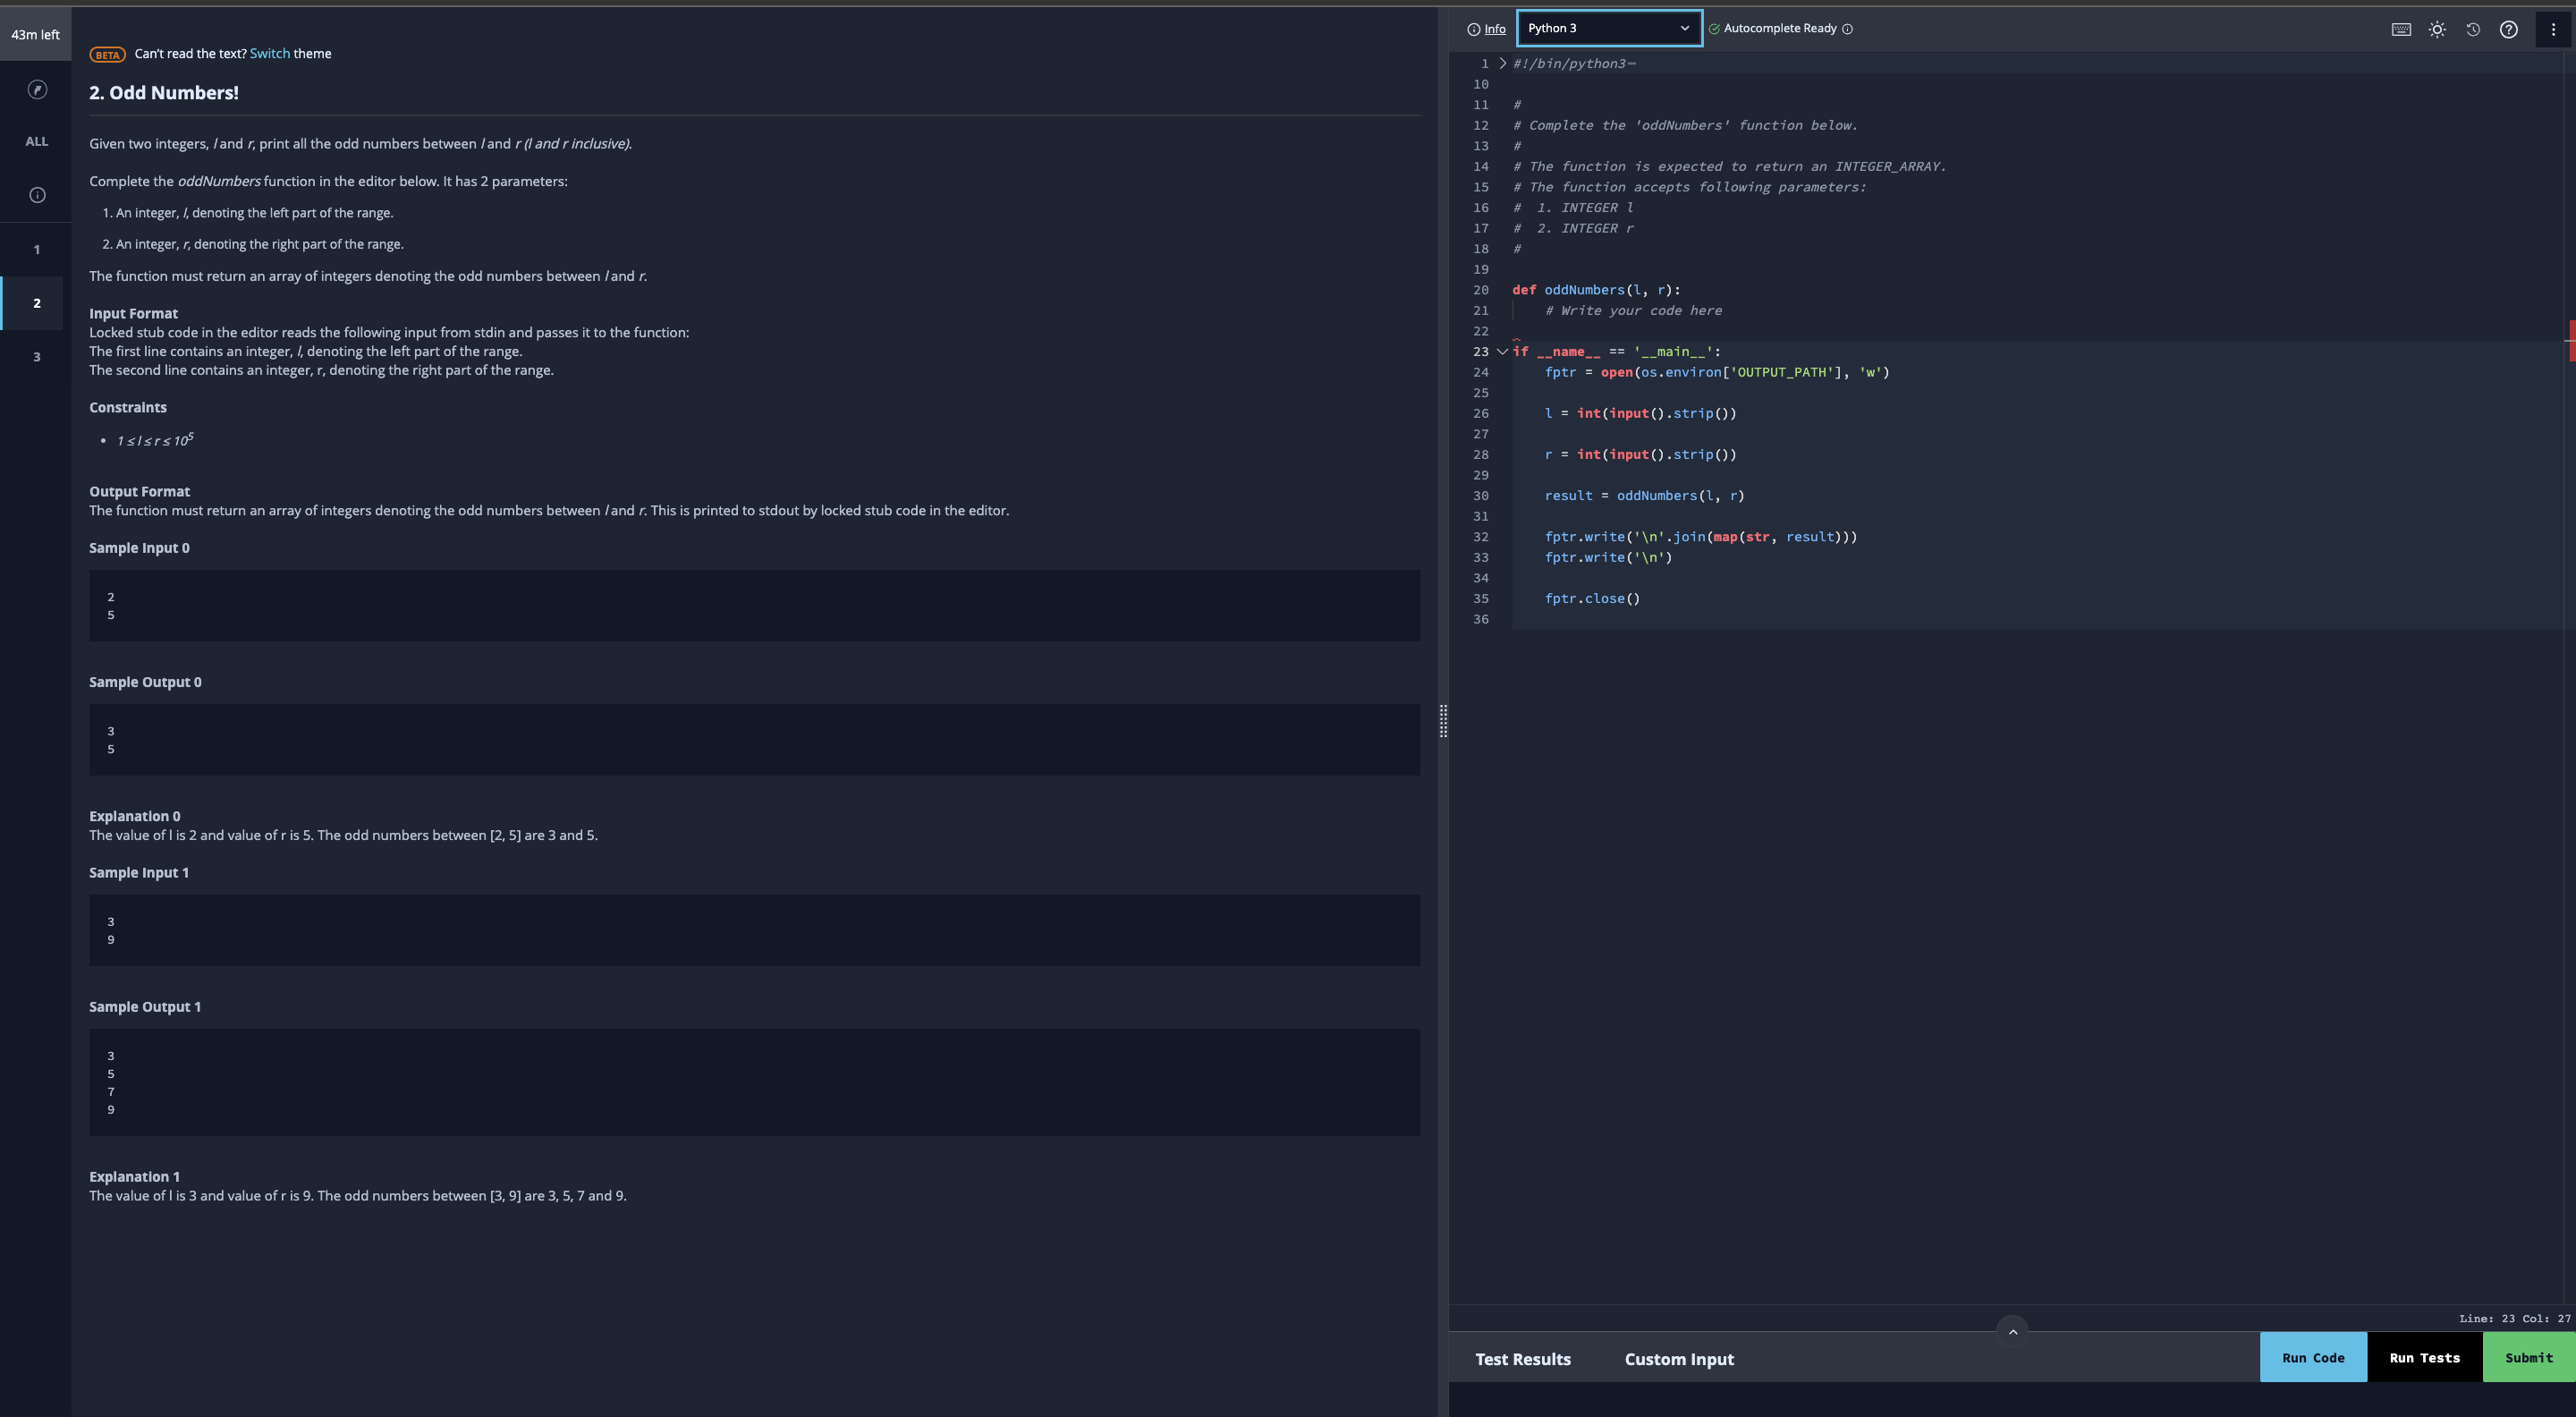 43m left
ALL
1
2
3
BETA Can't read the text? Switch theme
2. Odd Numbers!
Given two integers, l and r, print all the odd numbers between l and r (l and r inclusive).
Complete the oddNumbers function in the editor below. It has 2 parameters:
1. An integer, l, denoting the left part of the range.
2. An integer, r, denoting the right part of the range.
The function must return an array of integers denoting the odd numbers between l and r.
Input Format
Locked stub code in the editor reads the following input from stdin and passes it to the function:
The first line contains an integer, l, denoting the left part of the range.
The second line contains an integer, r, denoting the right part of the range.
Constraints
• 1 ≤ l ≤ r ≤ 10⁵
Output Format
The function must return an array of integers denoting the odd numbers between l and r. This is printed to stdout by locked stub code in the editor.
Sample Input 0
2
5
Sample Output 0
3
5
Explanation 0
The value of l is 2 and value of r is 5. The odd numbers between [2, 5] are 3 and 5.
Sample Input 1
3
9
Sample Output 1
3
5
7
9
Explanation 1
The value of l is 3 and value of r is 9. The odd numbers between [3, 9] are 3, 5, 7 and 9.
Info Python 3 Autocomplete Ready
1 #!/bin/python3⋯
10
11 #
12 # Complete the 'oddNumbers' function below.
13 #
14 # The function is expected to return an INTEGER_ARRAY.
15 # The function accepts following parameters:
16 #  1. INTEGER l
17 #  2. INTEGER r
18 #
19
20 def oddNumbers(l, r):
21     # Write your code here
22
23 if __name__ == '__main__':
24     fptr = open(os.environ['OUTPUT_PATH'], 'w')
25
26     l = int(input().strip())
27
28     r = int(input().strip())
29
30     result = oddNumbers(l, r)
31
32     fptr.write('\n'.join(map(str, result)))
33     fptr.write('\n')
34
35     fptr.close()
36
Line: 23 Col: 27
Test Results Custom Input Run Code Run Tests Submit